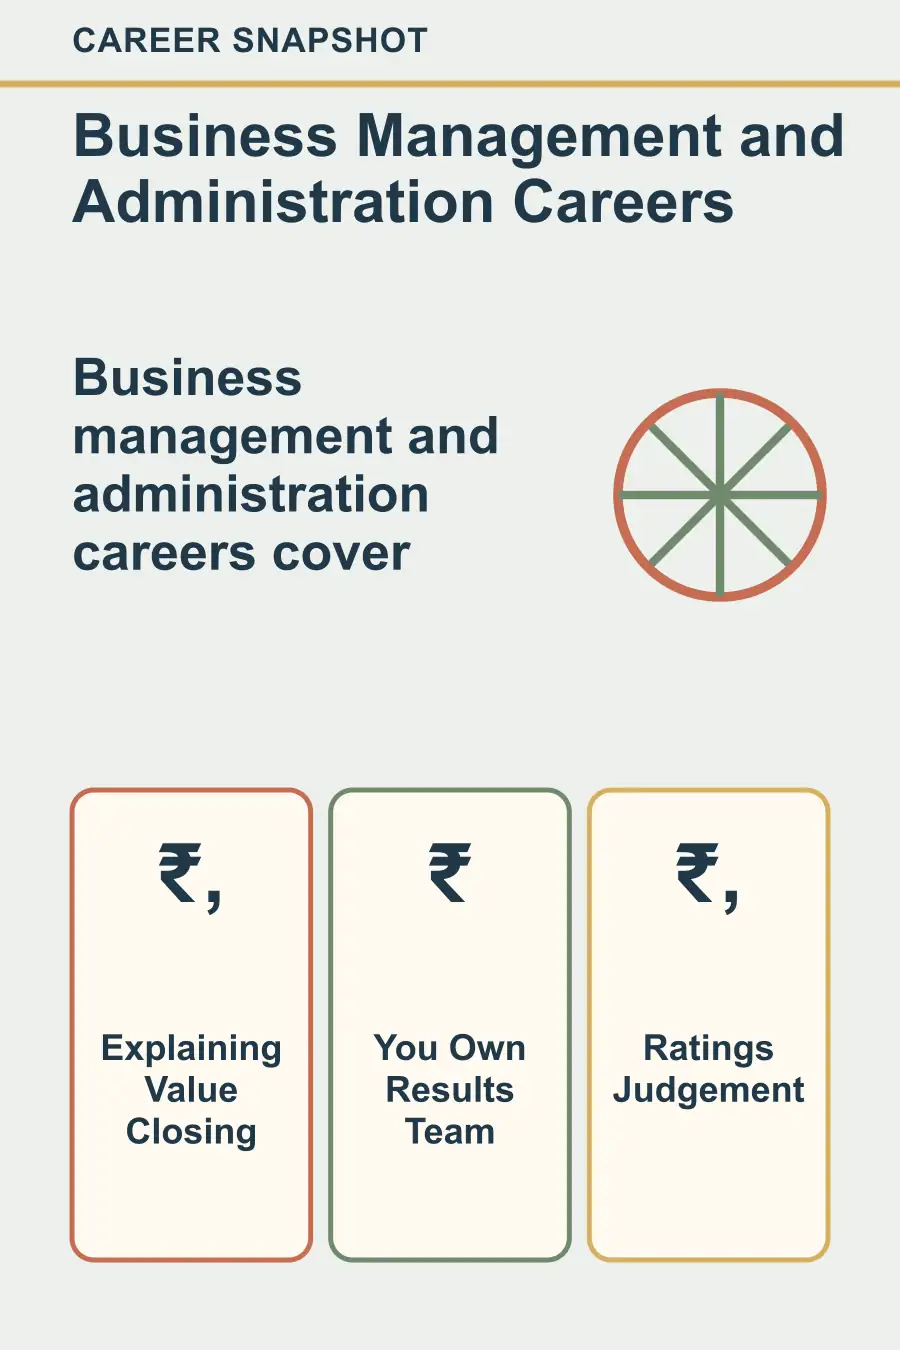 CAREER SNAPSHOT
Business Management and
Administration Careers
Business
management and
administration
careers cover
₹,
₹
₹,
Explaining
Value
Closing
You Own
Results
Team
Ratings
Judgement